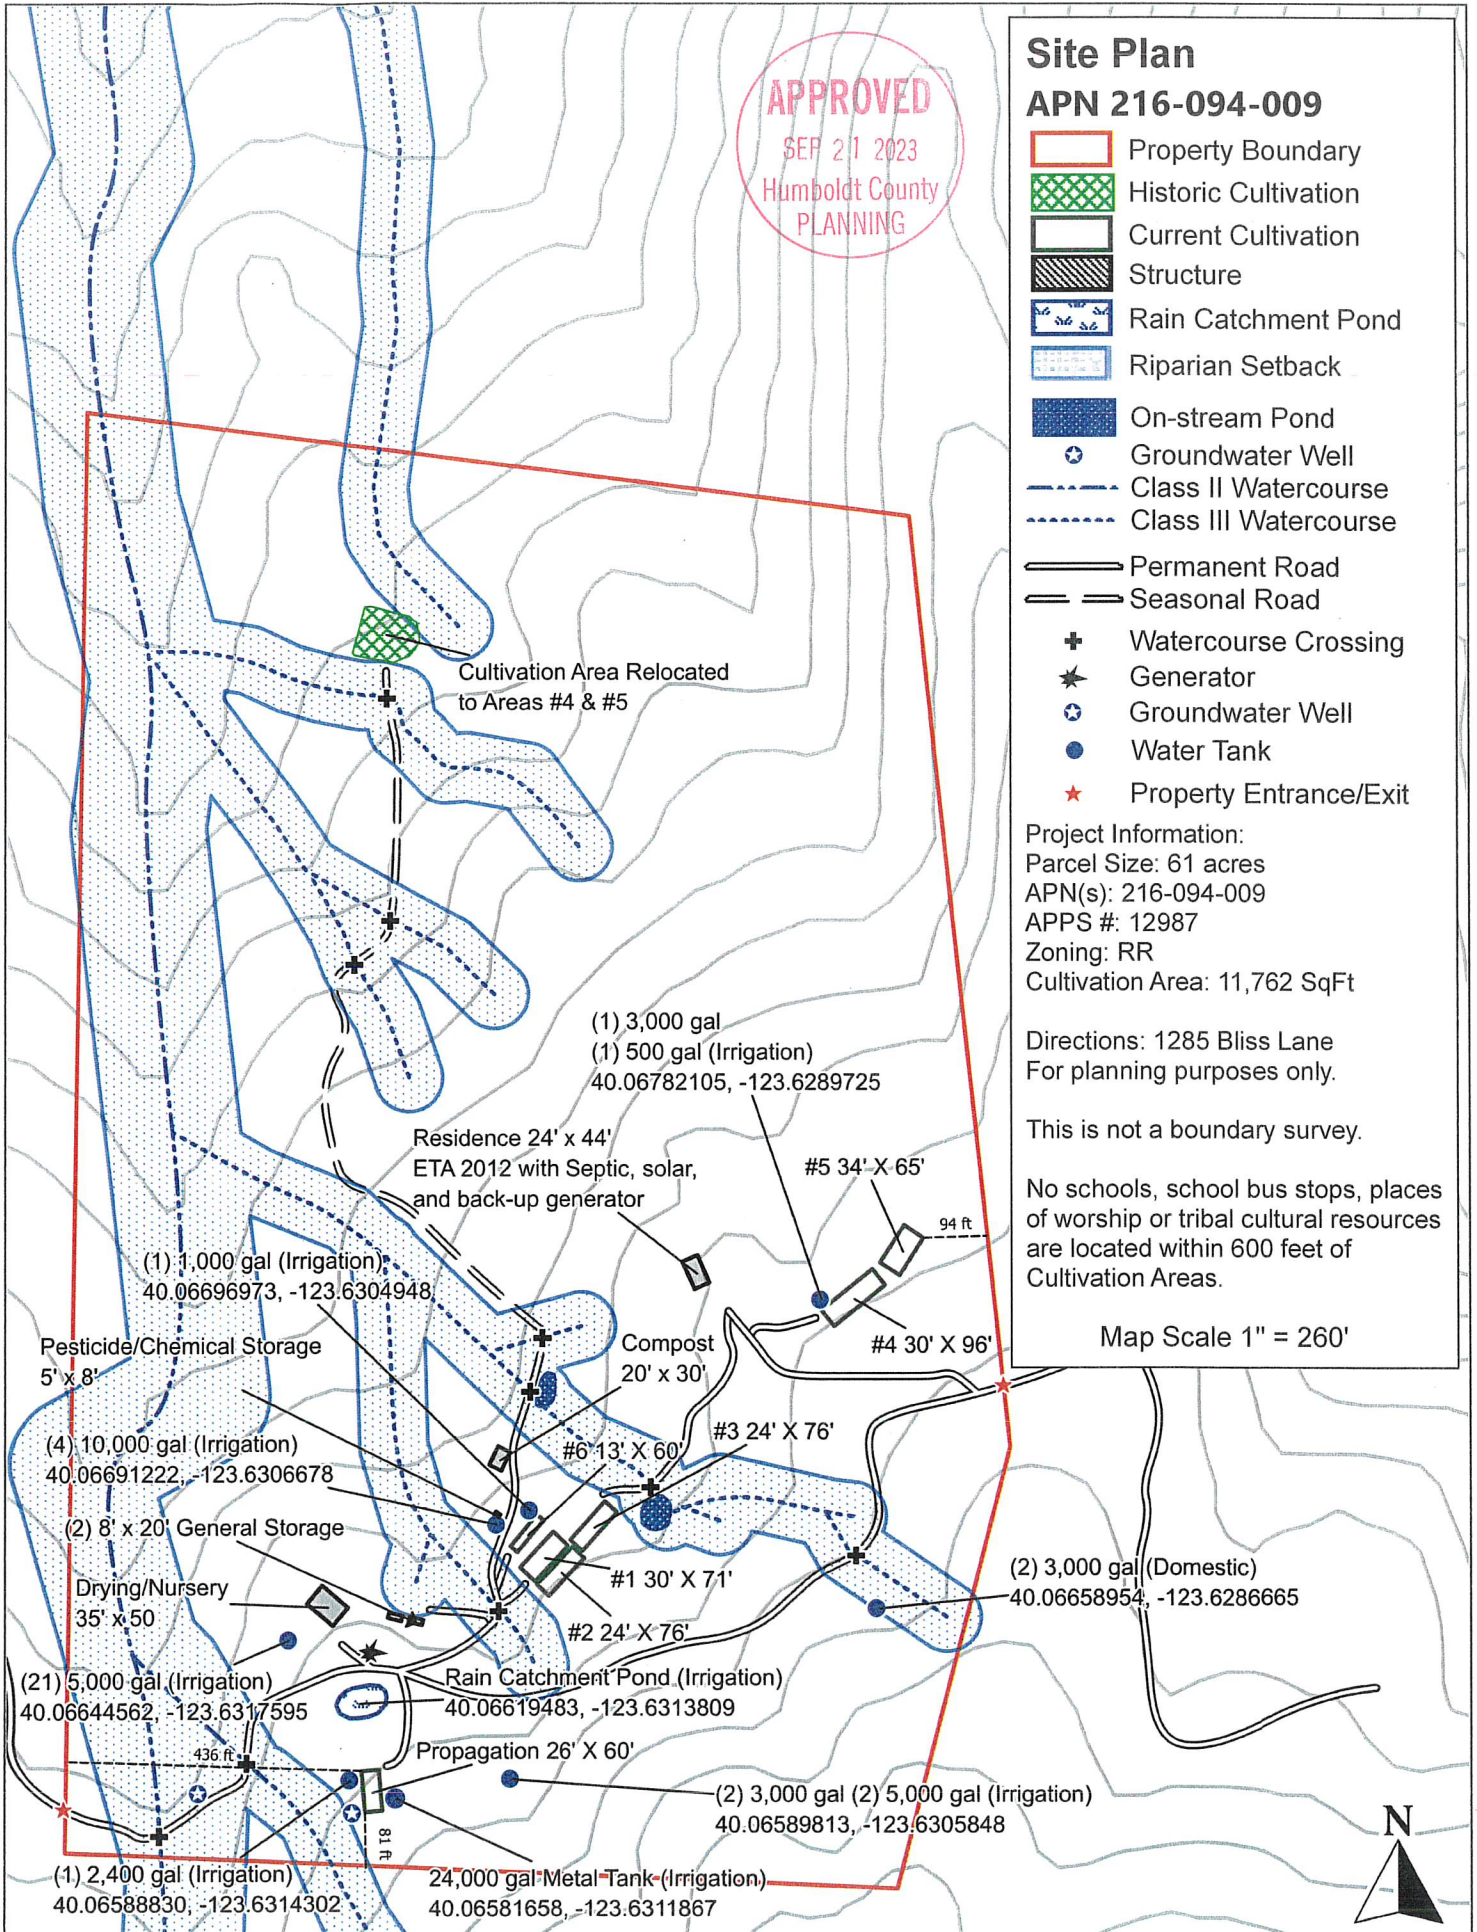 Site Plan
APN 216-094-009
Property Boundary
Historic Cultivation
Current Cultivation
Structure
Rain Catchment Pond
Riparian Setback
On-stream Pond
Groundwater Well
Class II Watercourse
Class III Watercourse
Permanent Road
Seasonal Road
Watercourse Crossing
Generator
Groundwater Well
Water Tank
Property Entrance/Exit
Project Information:
Parcel Size: 61 acres
APN(s): 216-094-009
APPS #: 12987
Zoning: RR
Cultivation Area: 11,762 SqFt
Directions: 1285 Bliss Lane
For planning purposes only.
This is not a boundary survey.
No schools, school bus stops, places
of worship or tribal cultural resources
are located within 600 feet of
Cultivation Areas.
Map Scale 1" = 260'
APPROVED
SEP 21 2023
Humboldt County
PLANNING
Cultivation Area Relocated
to Areas #4 & #5
(1) 3,000 gal
(1) 500 gal (Irrigation)
40.06782105, -123.6289725
Residence 24' x 44'
ETA 2012 with Septic, solar,
and back-up generator
#5 34' X 65'
94 ft
(1) 1,000 gal (Irrigation)
40.06696973, -123.6304948
Pesticide/Chemical Storage
5' x 8'
Compost
20' x 30'
#4 30' X 96'
(4) 10,000 gal (Irrigation)
40.06691222, -123.6306678
#6 13' X 60'
#3 24' X 76'
(2) 8' x 20' General Storage
Drying/Nursery
35' x 50
#1 30' X 71'
#2 24' X 76'
(2) 3,000 gal (Domestic)
40.06658954, -123.6286665
(21) 5,000 gal (Irrigation)
40.06644562, -123.6317595
Rain Catchment Pond (Irrigation)
40.06619483, -123.6313809
436 ft
Propagation 26' X 60'
(2) 3,000 gal (2) 5,000 gal (Irrigation)
40.06589813, -123.6305848
81 ft
(1) 2,400 gal (Irrigation)
40.06588830, -123.6314302
24,000 gal Metal Tank (Irrigation)
40.06581658, -123.6311867
N